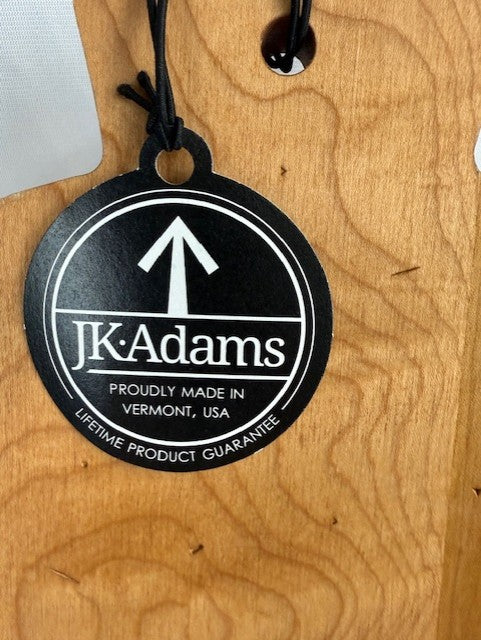 JK·Adams
PROUDLY MADE IN
VERMONT, USA
LIFETIME PRODUCT GUARANTEE